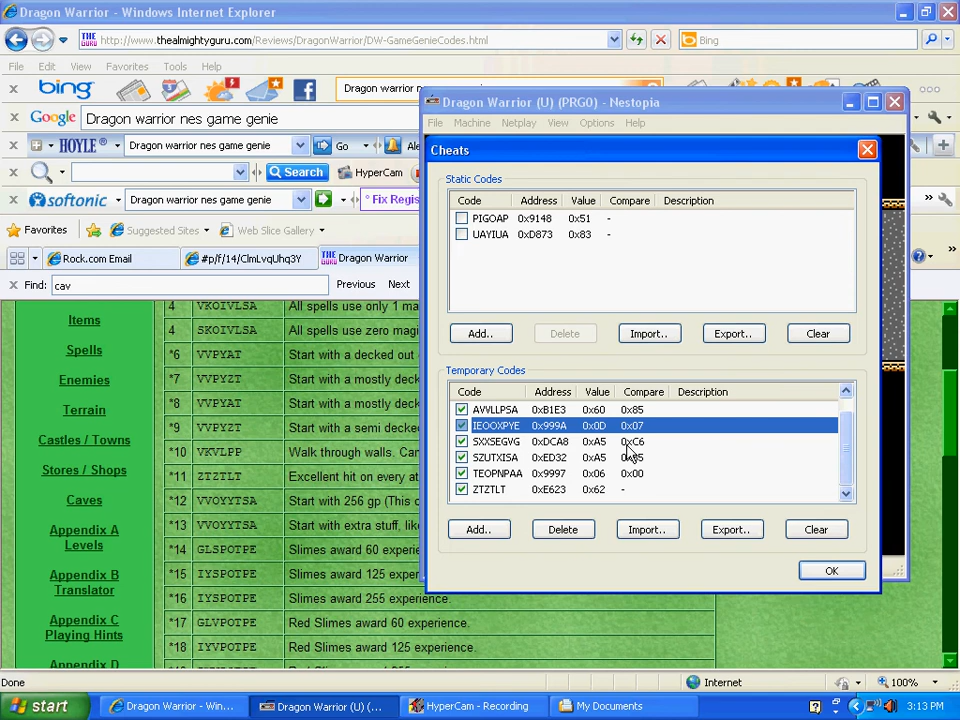 Dragon Warrior - Windows Internet Explorer
http://www.thealmightyguru.com/Reviews/DragonWarrior/DW-GameGenieCodes.html
Bing
File Edit View Favorites Tools Help
x bing Dragon warrior
x Google Dragon warrior nes game genie
x HOYLE® Dragon warrior nes game genie Go Ale
x Search HyperCam
x softonic Dragon warrior nes game genie * Fix Regis
Favorites Suggested Sites Web Slice Gallery
Rock.com Email #p/f/14/ClmLvqUhq3Y THE GURU Dragon Warrior
x Find: cav Previous Next
Items
Spells
Enemies
Terrain
Castles / Towns
Stores / Shops
Caves
Appendix A
Levels
Appendix B
Translator
Appendix C
Playing Hints
Appendix D
4 VKOIVLSA All spells use only 1 ma
4 SKOIVLSA All spells use zero magi
*6 VVPYAT Start with a decked out
*7 VVPYZT Start with a mostly deck
*8 VVPYAT Start with a mostly deck
*9 VVPYZT Start with a semi decked
*10 VKVLPP Walk through walls. Can
*11 ZTZTLT Excellent hit on every at
*12 VVOYYTSA Start with 256 gp (This c
*13 VVOYYTSA Start with extra stuff, like
*14 GLSPOTPE Slimes award 60 experie
*15 IYSPOTPE Slimes award 125 exper
*16 IYSPOTPE Slimes award 255 experience.
*17 GLVPOTPE Red Slimes award 60 experience.
*18 IYVPOTPE Red Slimes award 125 experience.
Dragon Warrior (U) (PRG0) - Nestopia
File Machine Netplay View Options Help
Cheats
Static Codes
Code Address Value Compare Description
PIGOAP 0x9148 0x51 -
UAYIUA 0xD873 0x83 -
Add.. Delete Import.. Export.. Clear
Temporary Codes
Code Address Value Compare Description
AVVLLPSA 0xB1E3 0x60 0x85
IEOOXPYE 0x999A 0x0D 0x07
SXXSEGVG 0xDCA8 0xA5 0xC6
SZUTXISA 0xED32 0xA5 0x85
TEOPNPAA 0x9997 0x06 0x00
ZTZTLT 0xE623 0x62 -
Add.. Delete Import.. Export.. Clear
OK
Done Internet 100%
start Dragon Warrior - Win... Dragon Warrior (U) (... HyperCam - Recording My Documents 3:13 PM